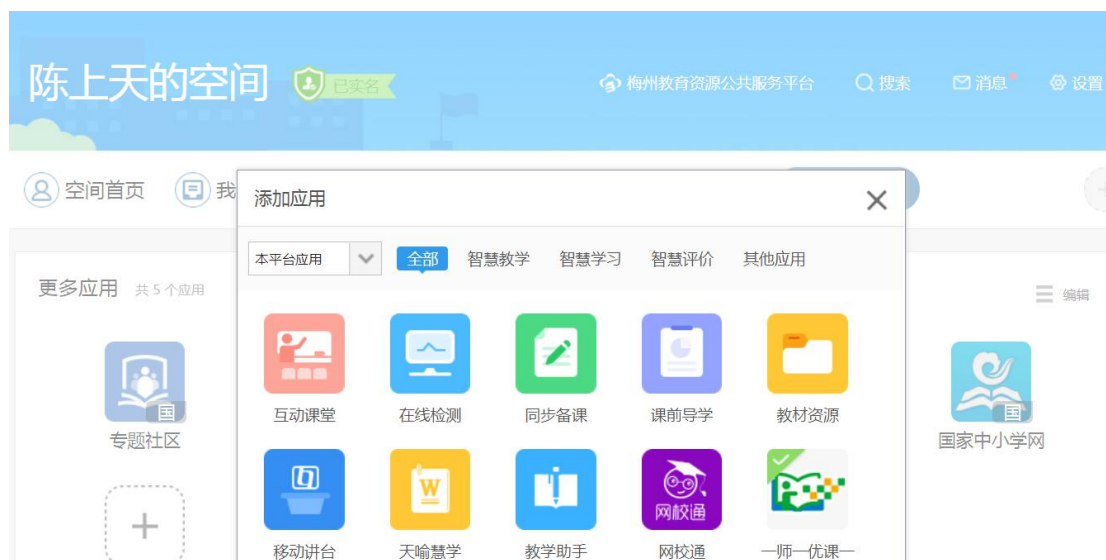 陈上天的空间
已实名
梅州教育资源公共服务平台
搜索
消息
设置
空间首页
我
添加应用
本平台应用
全部
智慧教学
智慧学习
智慧评价
其他应用
更多应用
共 5 个应用
编辑
互动课堂
在线检测
同步备课
课前导学
教材资源
国
专题社区
国
国家中小学网
W
网校通
移动讲台
天喻慧学
教学助手
网校通
一师一优课一